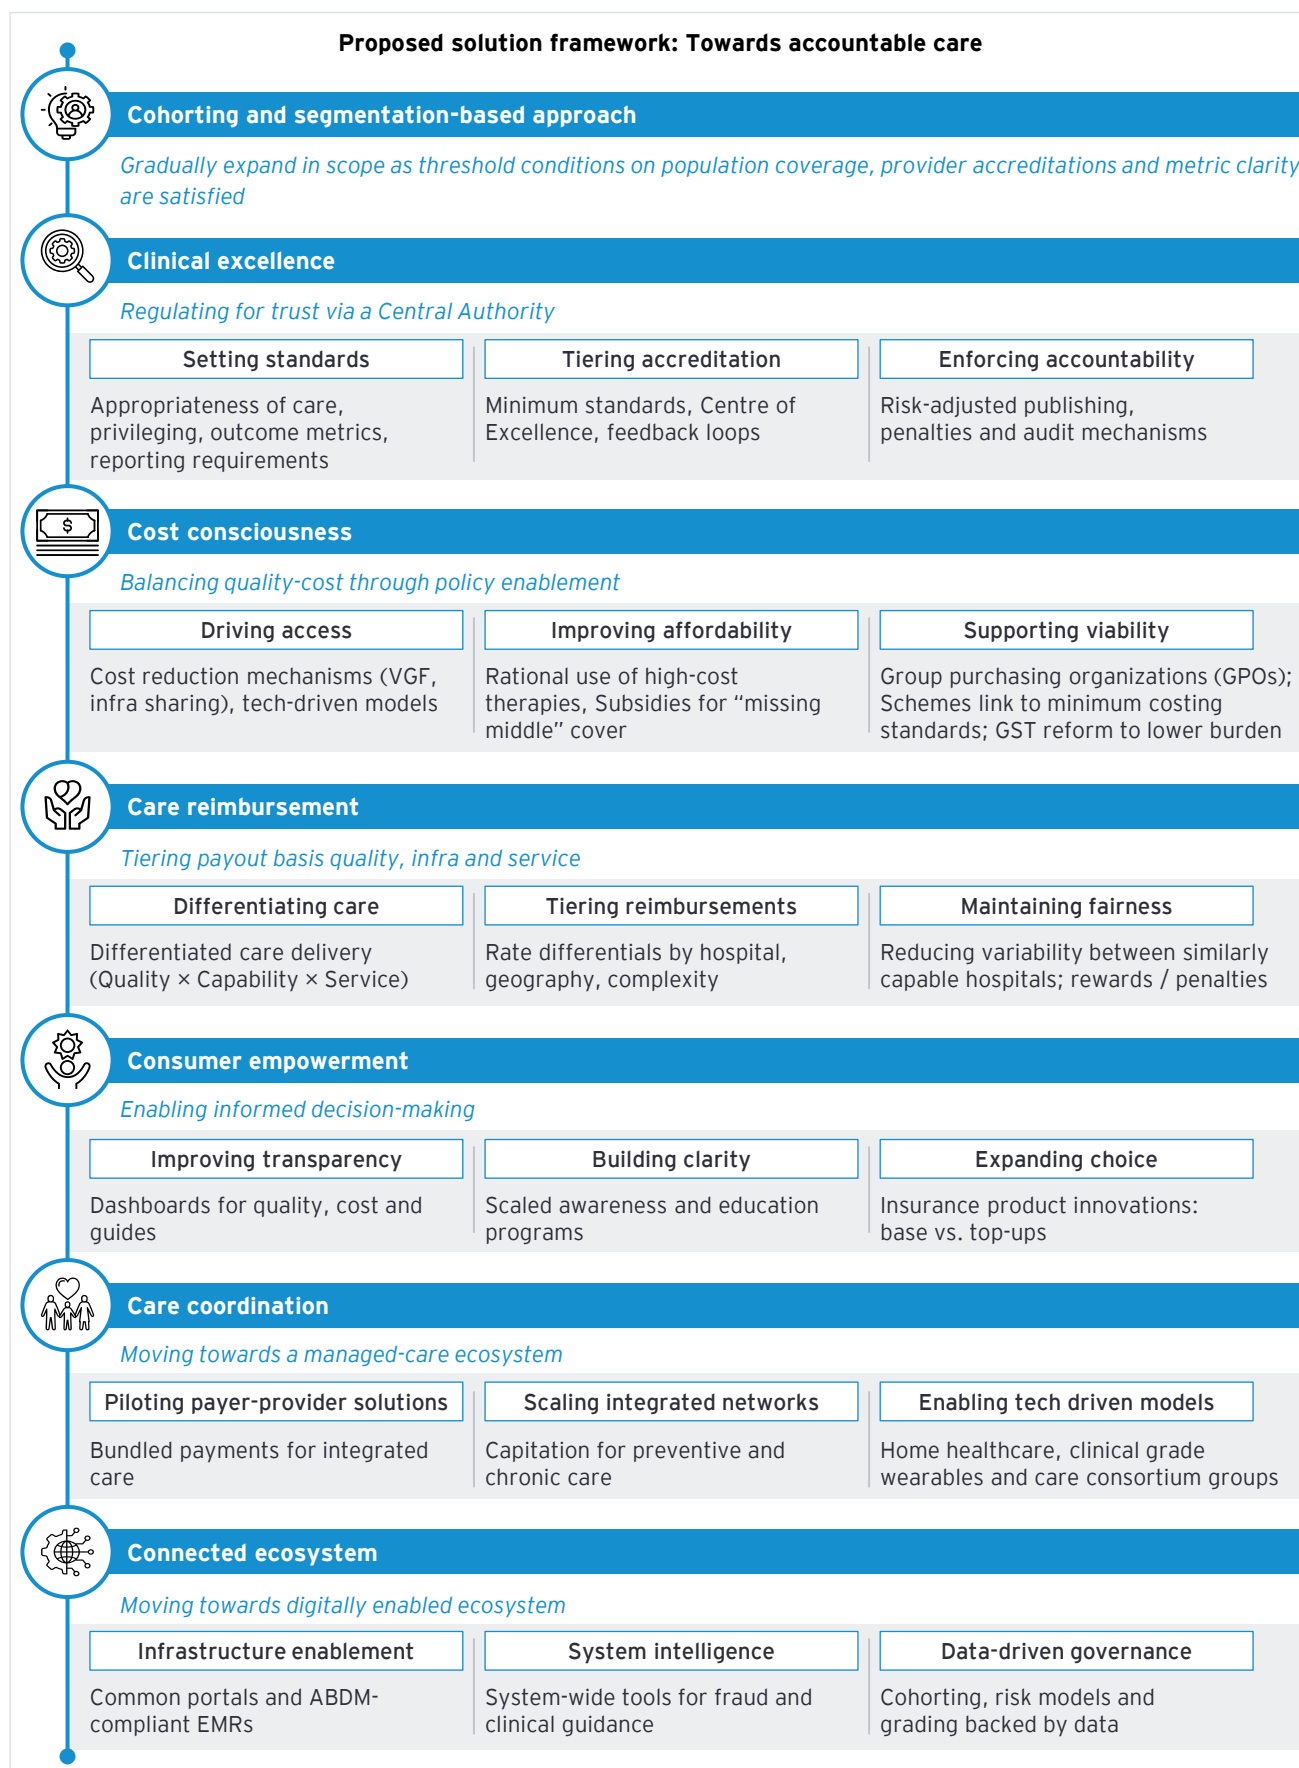 Proposed solution framework: Towards accountable care
Cohorting and segmentation-based approach
Gradually expand in scope as threshold conditions on population coverage, provider accreditations and metric clarity
are satisfied
Clinical excellence
Regulating for trust via a Central Authority
Setting standards
Appropriateness of care,
privileging, outcome metrics,
reporting requirements
Tiering accreditation
Minimum standards, Centre of
Excellence, feedback loops
Enforcing accountability
Risk-adjusted publishing,
penalties and audit mechanisms
$
Cost consciousness
Balancing quality-cost through policy enablement
Driving access
Cost reduction mechanisms (VGF,
infra sharing), tech-driven models
Improving affordability
Rational use of high-cost
therapies, Subsidies for “missing
middle” cover
Supporting viability
Group purchasing organizations (GPOs);
Schemes link to minimum costing
standards; GST reform to lower burden
Care reimbursement
Tiering payout basis quality, infra and service
Differentiating care
Differentiated care delivery
(Quality × Capability × Service)
Tiering reimbursements
Rate differentials by hospital,
geography, complexity
Maintaining fairness
Reducing variability between similarly
capable hospitals; rewards / penalties
Consumer empowerment
Enabling informed decision-making
Improving transparency
Dashboards for quality, cost and
guides
Building clarity
Scaled awareness and education
programs
Expanding choice
Insurance product innovations:
base vs. top-ups
Care coordination
Moving towards a managed-care ecosystem
Piloting payer-provider solutions
Bundled payments for integrated
care
Scaling integrated networks
Capitation for preventive and
chronic care
Enabling tech driven models
Home healthcare, clinical grade
wearables and care consortium groups
Connected ecosystem
Moving towards digitally enabled ecosystem
Infrastructure enablement
Common portals and ABDM-
compliant EMRs
System intelligence
System-wide tools for fraud and
clinical guidance
Data-driven governance
Cohorting, risk models and
grading backed by data